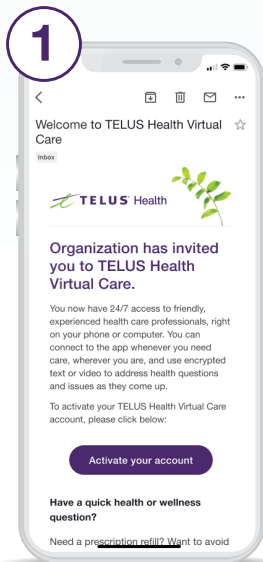 1
Welcome to TELUS Health Virtual
Care
Inbox
TELUS Health
Organization has invited
you to TELUS Health
Virtual Care.
You now have 24/7 access to friendly,
experienced health care professionals, right
on your phone or computer. You can
connect to the app whenever you need
care, wherever you are, and use encrypted
text or video to address health questions
and issues as they come up.
To activate your TELUS Health Virtual Care
account, please click below:
Activate your account
Have a quick health or wellness
question?
Need a prescription refill? Want to avoid